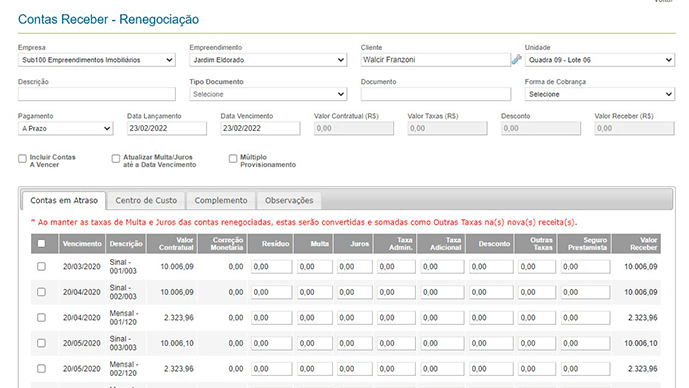 Voltar
Contas Receber - Renegociação
Empresa Empreendimento Cliente Unidade
Sub100 Empreendimentos Imobiliários Jardim Eldorado Walcir Franzoni Quadra 09 - Lote 06
Descrição Tipo Documento Documento Forma de Cobrança
Selecione Selecione
Pagamento Data Lançamento Data Vencimento Valor Contratual (R$) Valor Taxas (R$) Desconto Valor Receber (R$)
A Prazo 23/02/2022 23/02/2022 0,00 0,00 0,00 0,00
Incluir Contas Atualizar Multa/Juros Múltiplo
A Vencer até a Data Vencimento Provisionamento
Contas em Atraso Centro de Custo Complemento Observações
* Ao manter as taxas de Multa e Juros das contas renegociadas, estas serão convertidas e somadas como Outras Taxas na(s) nova(s) receita(s).
Vencimento Descrição Valor Contratual Correção Monetária Resíduo Multa Juros Taxa Admin. Taxa Adicional Desconto Outras Taxas Seguro Prestamista Valor Receber
20/03/2020 Sinal - 001/003 10.006,09 0,00 0,00 0,00 0,00 0,00 0,00 0,00 0,00 0,00 10.006,09
20/04/2020 Sinal - 002/003 10.006,09 0,00 0,00 0,00 0,00 0,00 0,00 0,00 0,00 0,00 10.006,09
20/04/2020 Mensal - 001/120 2.323,96 0,00 0,00 0,00 0,00 0,00 0,00 0,00 0,00 0,00 2.323,96
20/05/2020 Sinal - 003/003 10.006,10 0,00 0,00 0,00 0,00 0,00 0,00 0,00 0,00 0,00 10.006,10
20/05/2020 Mensal - 002/120 2.323,96 0,00 0,00 0,00 0,00 0,00 0,00 0,00 0,00 0,00 2.323,96